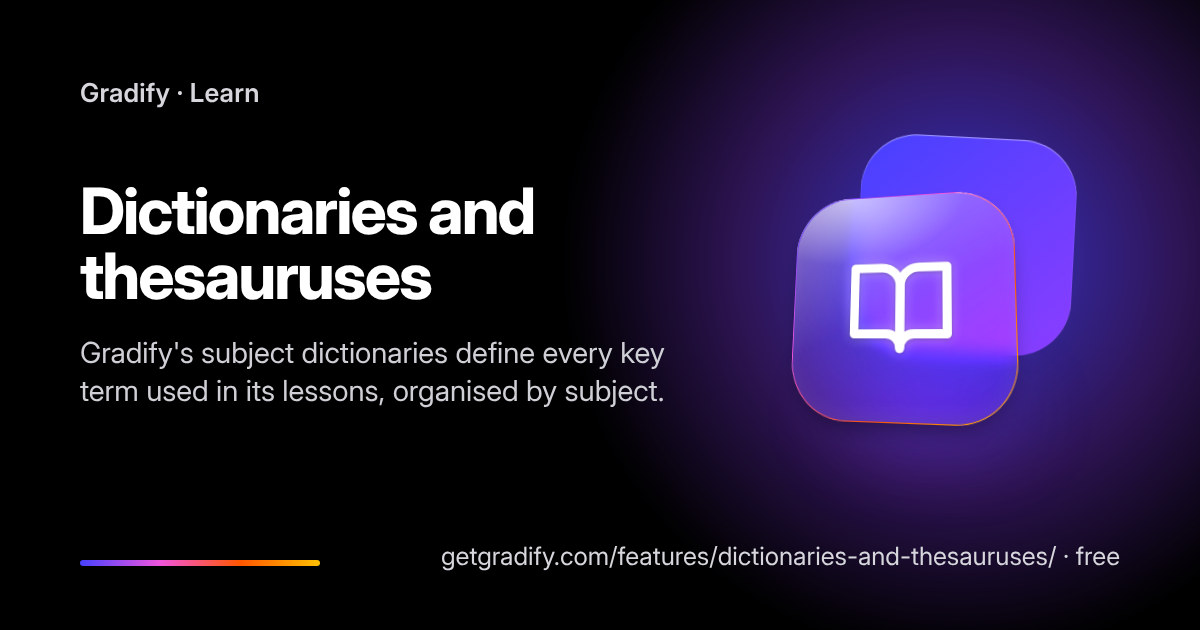 Gradify · Learn
Dictionaries and
thesauruses
Gradify's subject dictionaries define every key
term used in its lessons, organised by subject.
getgradify.com/features/dictionaries-and-thesauruses/ · free